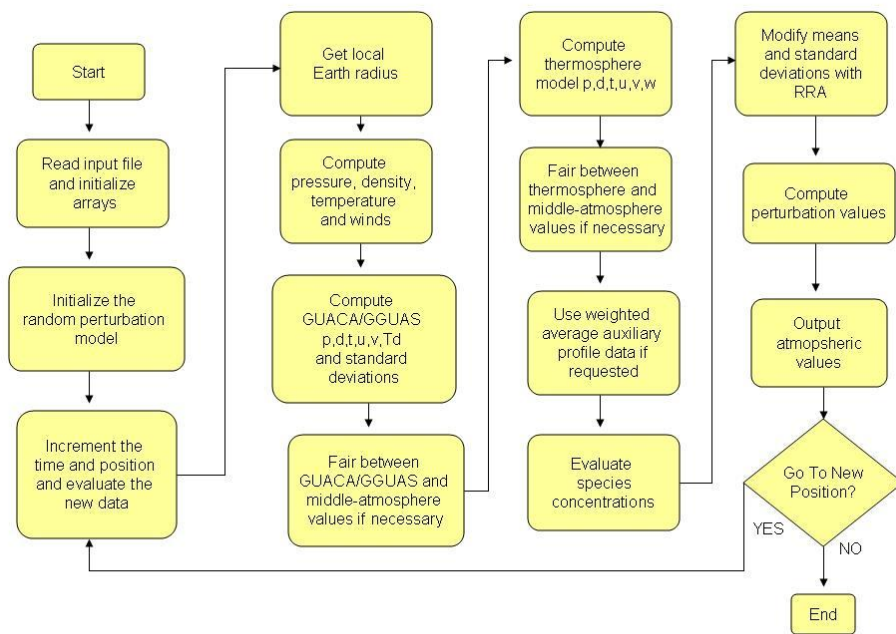 Start
Read input file
and initialize
arrays
Initialize the
random perturbation
model
Increment the
time and position
and evaluate the
new data
Get local
Earth radius
Compute
pressure, density,
temperature
and winds
Compute
GUACA/GGUAS
p,d,t,u,v,Td
and standard
deviations
Fair between
GUACA/GGUAS and
middle-atmosphere
values if necessary
Compute
thermosphere
model p,d,t,u,v,w
Fair between
thermosphere and
middle-atmosphere
values if necessary
Use weighted
average auxiliary
profile data if
requested
Evaluate
species
concentrations
Modify means
and standard
deviations with
RRA
Compute
perturbation values
Output
atmopsheric
values
Go To New
Position?
YES
NO
End